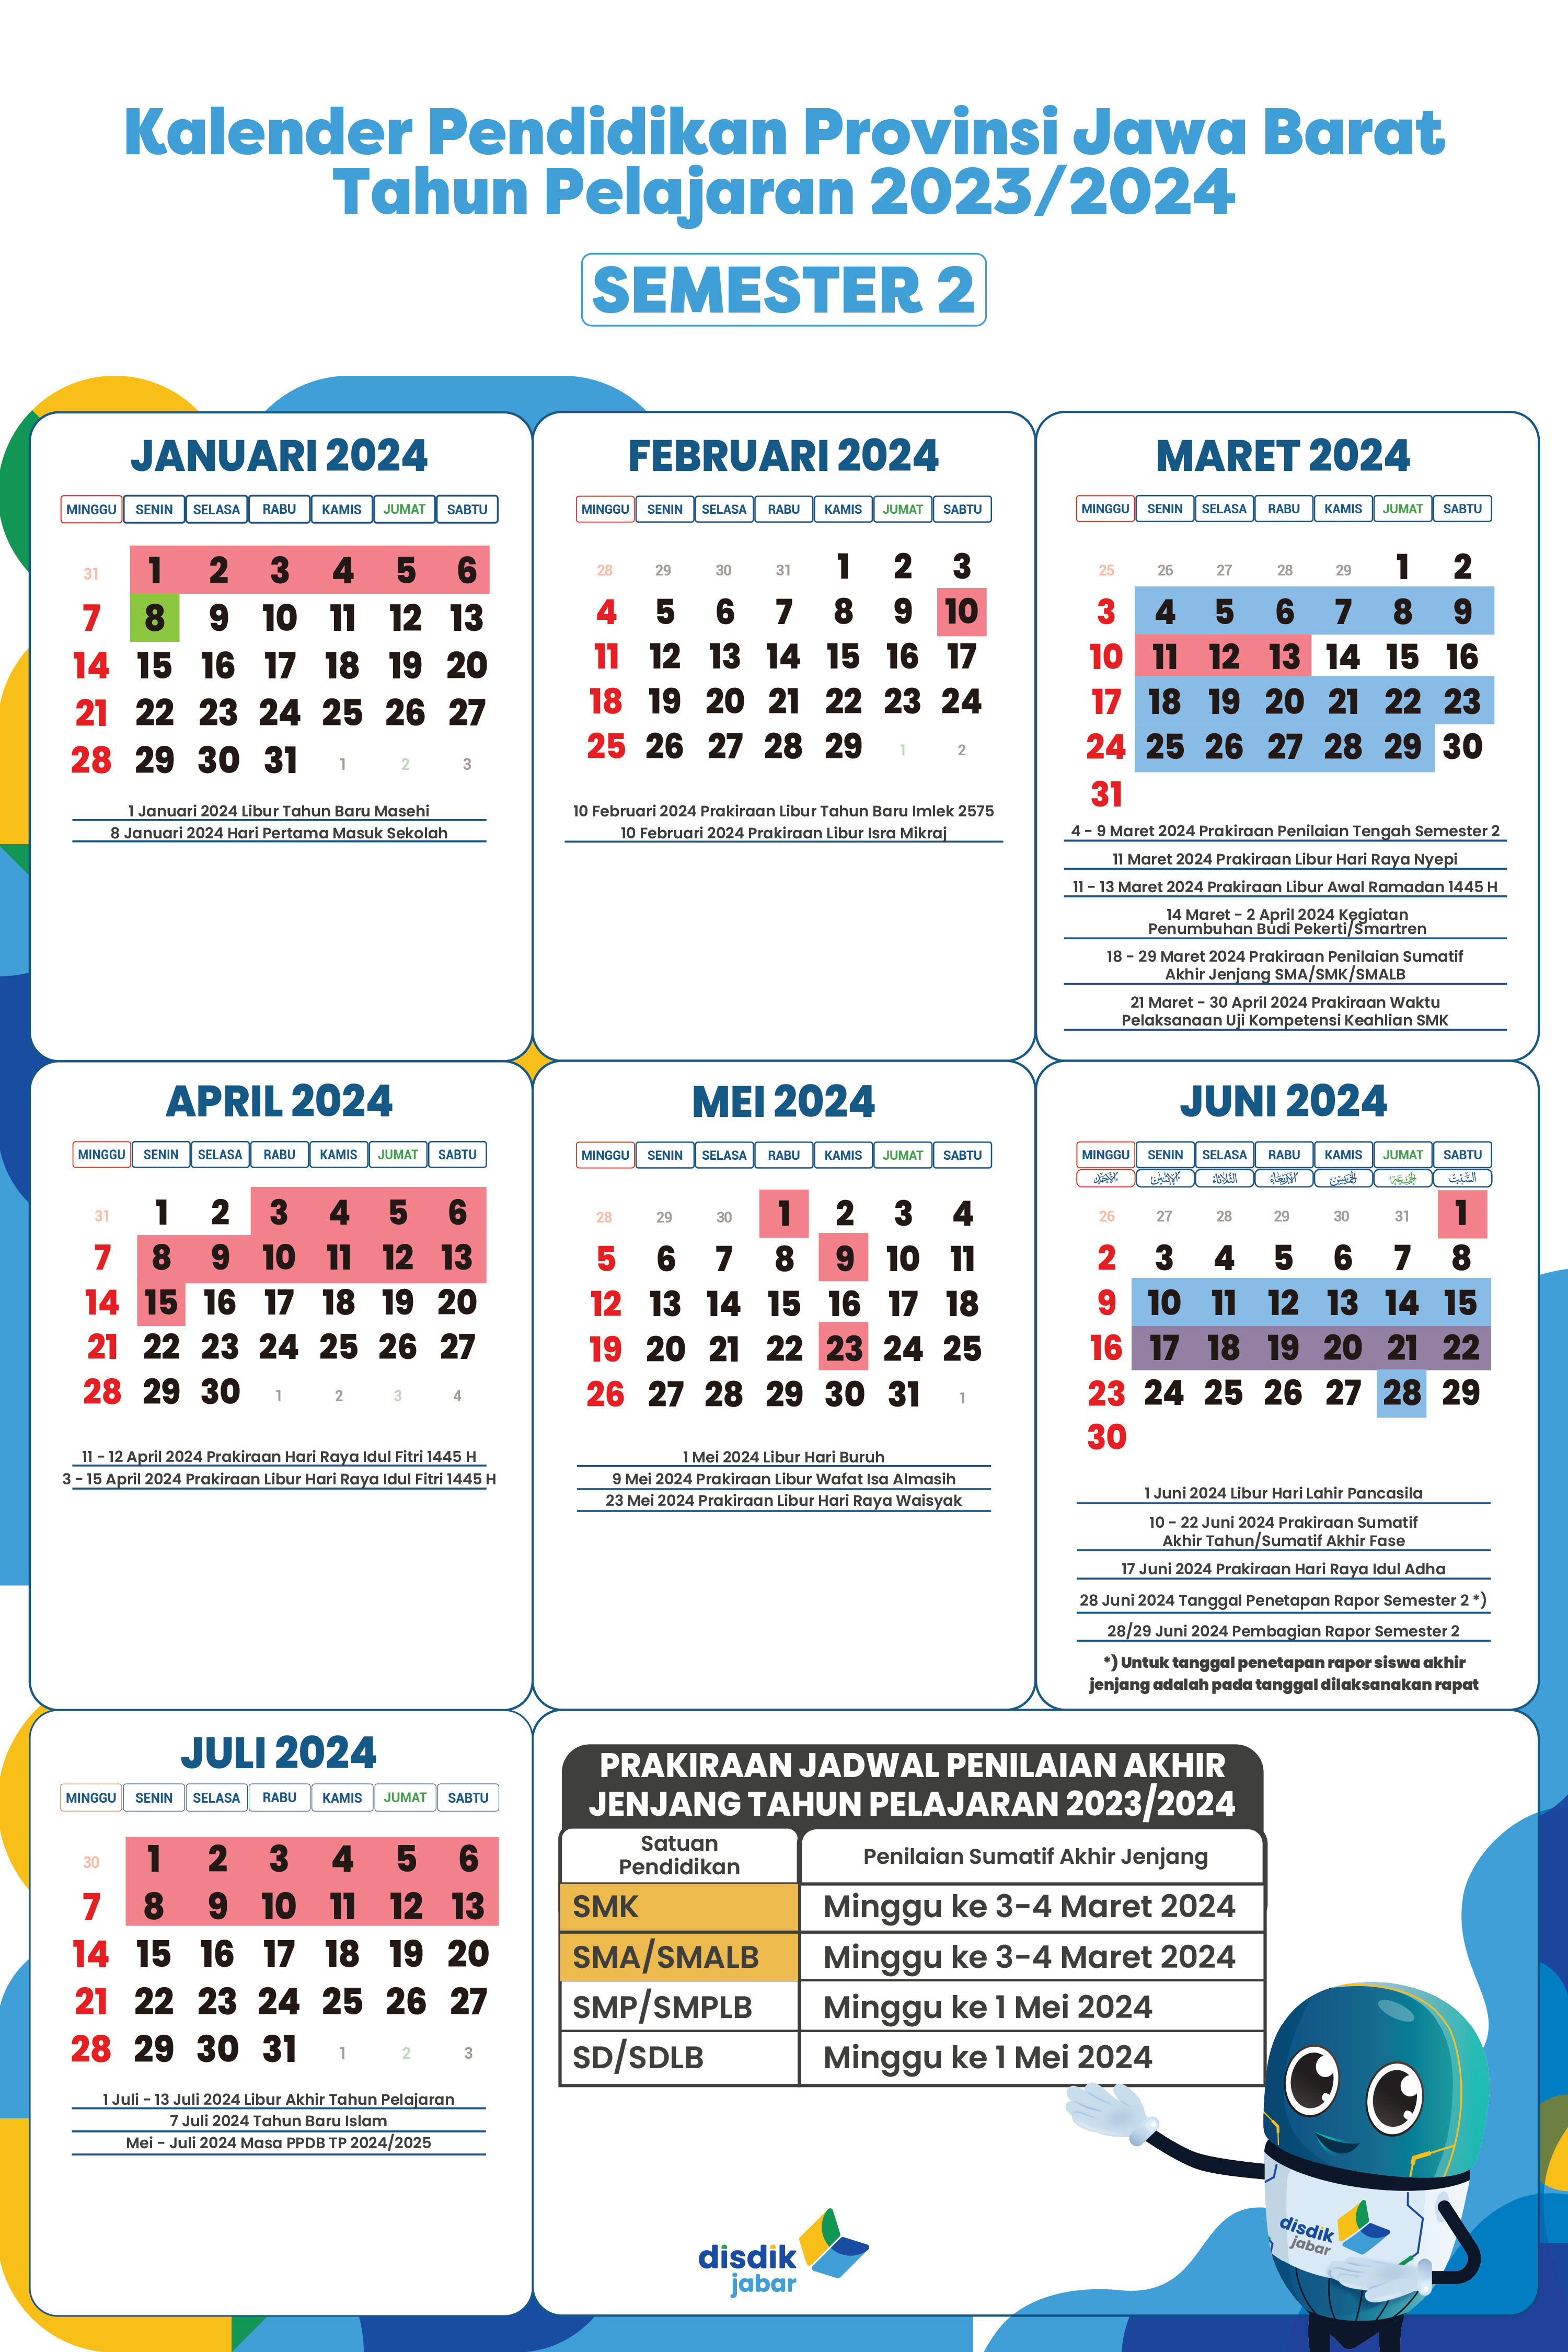 Kalender Pendidikan Provinsi Jawa Barat
Tahun Pelajaran 2023/2024
SEMESTER 2
JANUARI 2024
MINGGU SENIN SELASA RABU KAMIS JUMAT SABTU
31 1 2 3 4 5 6
7 8 9 10 11 12 13
14 15 16 17 18 19 20
21 22 23 24 25 26 27
28 29 30 31 1 2 3
1 Januari 2024 Libur Tahun Baru Masehi
8 Januari 2024 Hari Pertama Masuk Sekolah
FEBRUARI 2024
MINGGU SENIN SELASA RABU KAMIS JUMAT SABTU
28 29 30 31 1 2 3
4 5 6 7 8 9 10
11 12 13 14 15 16 17
18 19 20 21 22 23 24
25 26 27 28 29 1 2
10 Februari 2024 Prakiraan Libur Tahun Baru Imlek 2575
10 Februari 2024 Prakiraan Libur Isra Mikraj
MARET 2024
MINGGU SENIN SELASA RABU KAMIS JUMAT SABTU
25 26 27 28 29 1 2
3 4 5 6 7 8 9
10 11 12 13 14 15 16
17 18 19 20 21 22 23
24 25 26 27 28 29 30
31
4 - 9 Maret 2024 Prakiraan Penilaian Tengah Semester 2
11 Maret 2024 Prakiraan Libur Hari Raya Nyepi
11 - 13 Maret 2024 Prakiraan Libur Awal Ramadan 1445 H
14 Maret - 2 April 2024 Kegiatan
Penumbuhan Budi Pekerti/Smartren
18 - 29 Maret 2024 Prakiraan Penilaian Sumatif
Akhir Jenjang SMA/SMK/SMALB
21 Maret - 30 April 2024 Prakiraan Waktu
Pelaksanaan Uji Kompetensi Keahlian SMK
APRIL 2024
MINGGU SENIN SELASA RABU KAMIS JUMAT SABTU
31 1 2 3 4 5 6
7 8 9 10 11 12 13
14 15 16 17 18 19 20
21 22 23 24 25 26 27
28 29 30 1 2 3 4
11 - 12 April 2024 Prakiraan Hari Raya Idul Fitri 1445 H
3 - 15 April 2024 Prakiraan Libur Hari Raya Idul Fitri 1445 H
MEI 2024
MINGGU SENIN SELASA RABU KAMIS JUMAT SABTU
28 29 30 1 2 3 4
5 6 7 8 9 10 11
12 13 14 15 16 17 18
19 20 21 22 23 24 25
26 27 28 29 30 31 1
1 Mei 2024 Libur Hari Buruh
9 Mei 2024 Prakiraan Libur Wafat Isa Almasih
23 Mei 2024 Prakiraan Libur Hari Raya Waisyak
JUNI 2024
MINGGU SENIN SELASA RABU KAMIS JUMAT SABTU
26 27 28 29 30 31 1
2 3 4 5 6 7 8
9 10 11 12 13 14 15
16 17 18 19 20 21 22
23 24 25 26 27 28 29
30
1 Juni 2024 Libur Hari Lahir Pancasila
10 - 22 Juni 2024 Prakiraan Sumatif
Akhir Tahun/Sumatif Akhir Fase
17 Juni 2024 Prakiraan Hari Raya Idul Adha
28 Juni 2024 Tanggal Penetapan Rapor Semester 2 *)
28/29 Juni 2024 Pembagian Rapor Semester 2
*) Untuk tanggal penetapan rapor siswa akhir
jenjang adalah pada tanggal dilaksanakan rapat
JULI 2024
MINGGU SENIN SELASA RABU KAMIS JUMAT SABTU
30 1 2 3 4 5 6
7 8 9 10 11 12 13
14 15 16 17 18 19 20
21 22 23 24 25 26 27
28 29 30 31 1 2 3
1 Juli - 13 Juli 2024 Libur Akhir Tahun Pelajaran
7 Juli 2024 Tahun Baru Islam
Mei - Juli 2024 Masa PPDB TP 2024/2025
PRAKIRAAN JADWAL PENILAIAN AKHIR
JENJANG TAHUN PELAJARAN 2023/2024
Satuan
Pendidikan
Penilaian Sumatif Akhir Jenjang
SMK Minggu ke 3-4 Maret 2024
SMA/SMALB Minggu ke 3-4 Maret 2024
SMP/SMPLB Minggu ke 1 Mei 2024
SD/SDLB Minggu ke 1 Mei 2024
disdik
jabar
disdik
jabar